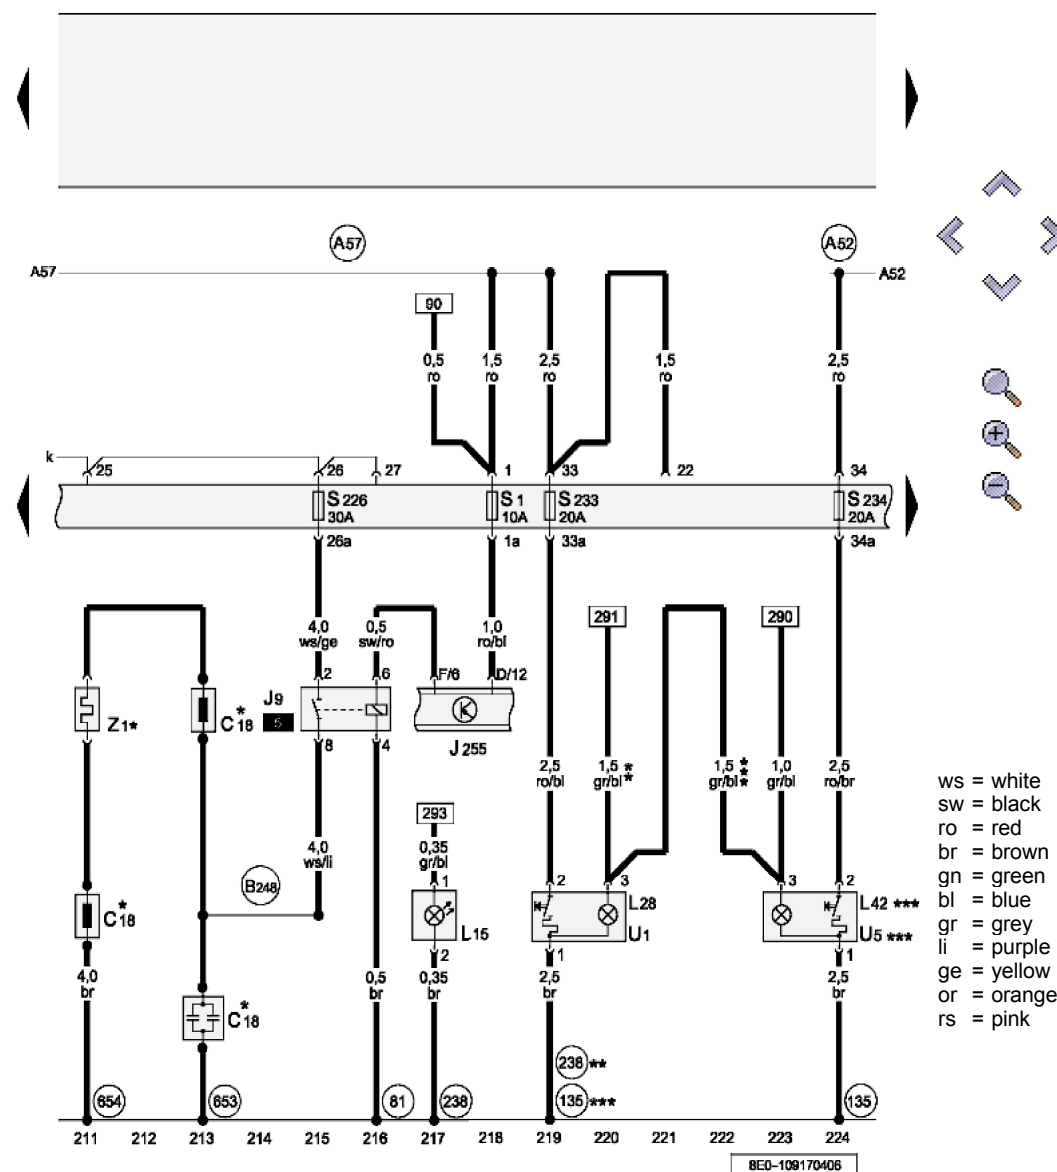 A57 A52
A57 A52
90
0,5 ro 1,5 ro 2,5 ro 1,5 ro 2,5 ro
k 25 26 27 1 33 22 34
S 226 30A S 1 10A S 233 20A S 234 20A
26a 1a 33a 34a
4,0 ws/ge 0,5 sw/ro 1,0 ro/bl 291 290
2 6 F/6 D/12
Z1* C18* J9 5
J 255
8 4
2,5 ro/bl 1,5 gr/bl ** 1,5 gr/bl *** 1,0 gr/bl 2,5 ro/br
293
4,0 ws/li 0,35 gr/bl
B248
1 2 3 3 2
C18* L15 L28 U1 L42 *** U5 ***
2 1 1
4,0 br 0,5 br 0,35 br 2,5 br 2,5 br
C18*
238 **
654 653 81 238 135 *** 135
211 212 213 214 215 216 217 218 219 220 221 222 223 224
8E0-109170406
ws = white
sw = black
ro = red
br = brown
gn = green
bl = blue
gr = grey
li = purple
ge = yellow
or = orange
rs = pink